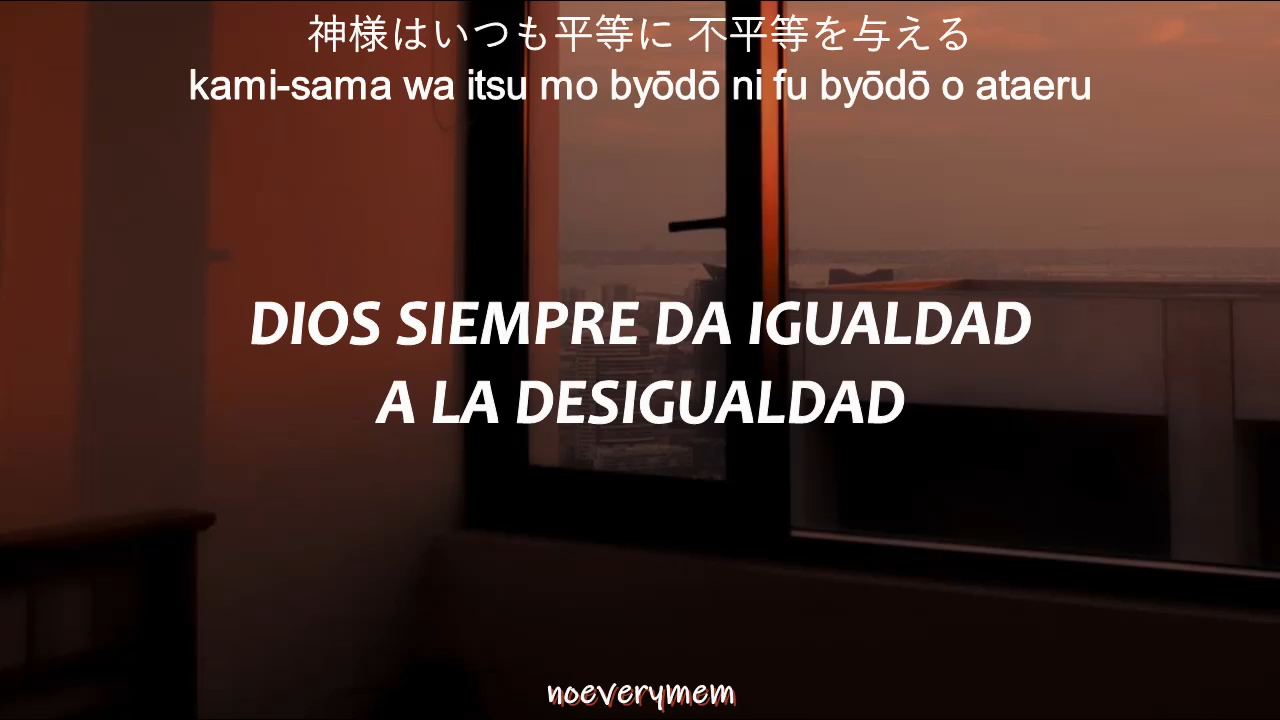 神様はいつも平等に 不平等を与える
kami-sama wa itsu mo byōdō ni fu byōdō o ataeru
DIOS SIEMPRE DA IGUALDAD
A LA DESIGUALDAD
noeverymem